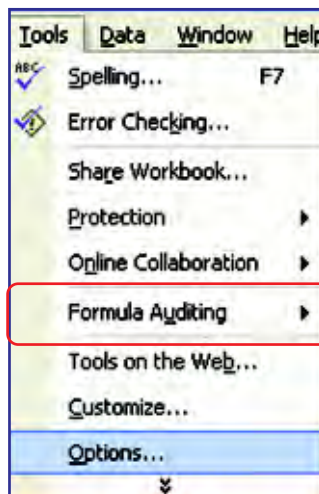 Tools Data Window Help
ABC Spelling... F7
Error Checking...
Share Workbook...
Protection
Online Collaboration
Formula Auditing
Tools on the Web...
Customize...
Options...